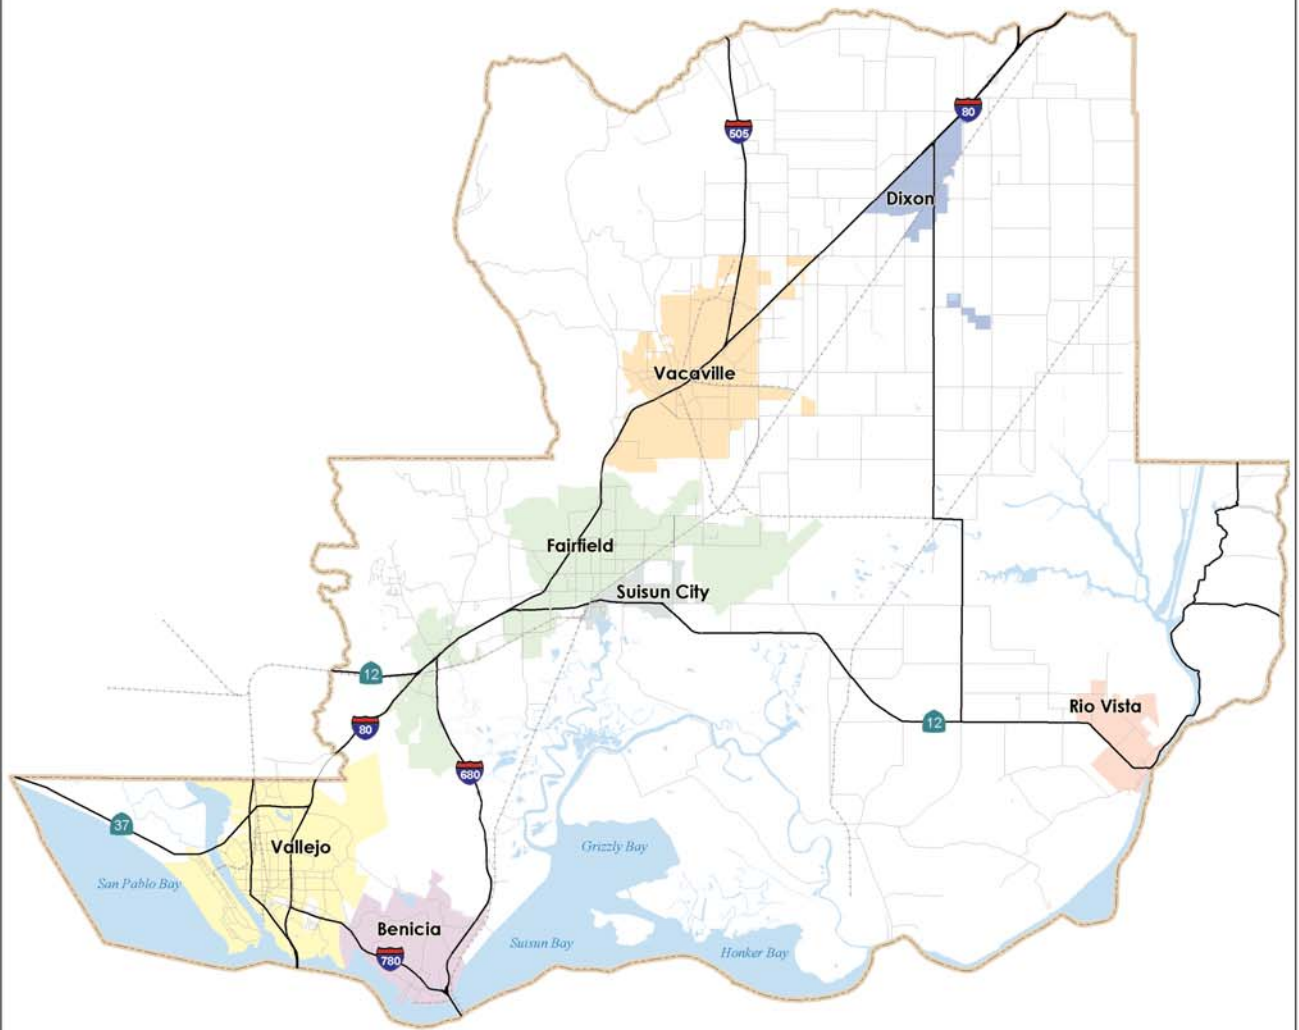 80
505
Dixon
Vacaville
Fairfield
Suisun City
12
Rio Vista
12
80
680
37
Vallejo
Grizzly Bay
San Pablo Bay
Benicia
Suisun Bay
Honker Bay
780